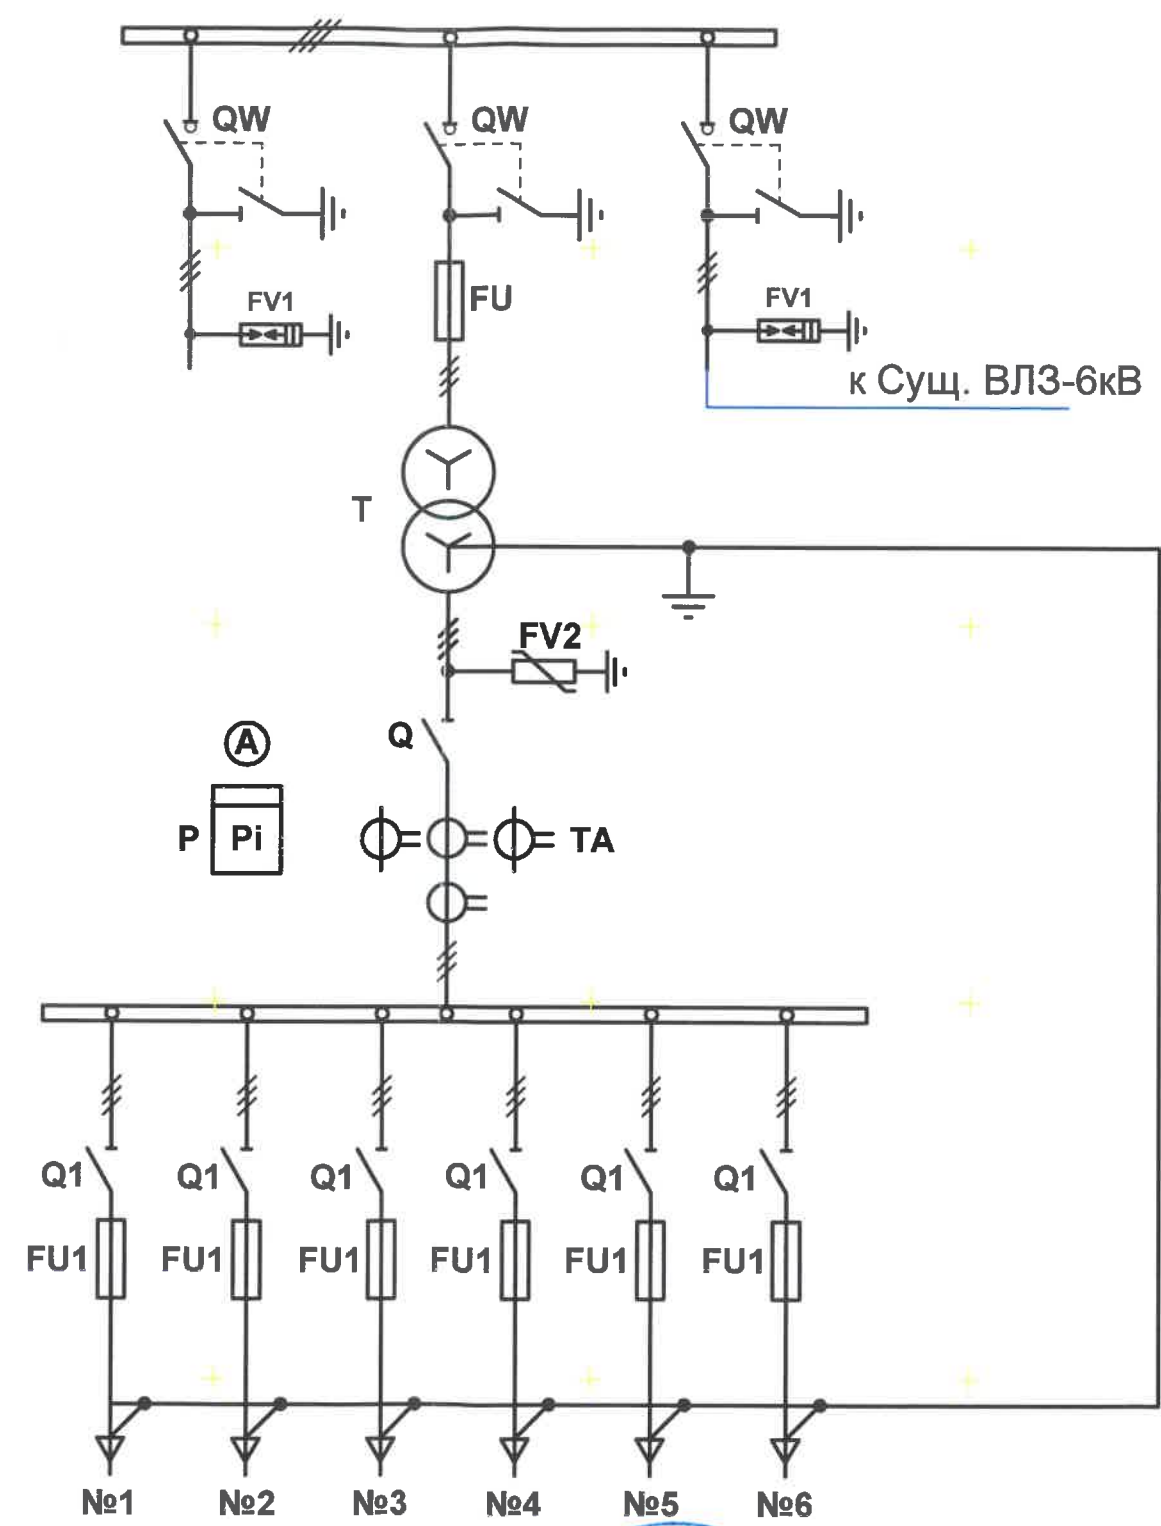 QW QW QW
FV1 FU FV1
к Сущ. ВЛЗ-6кВ
T
FV2
Q
A
P Pi TA
Q1 Q1 Q1 Q1 Q1 Q1
FU1 FU1 FU1 FU1 FU1 FU1
№1 №2 №3 №4 №5 №6